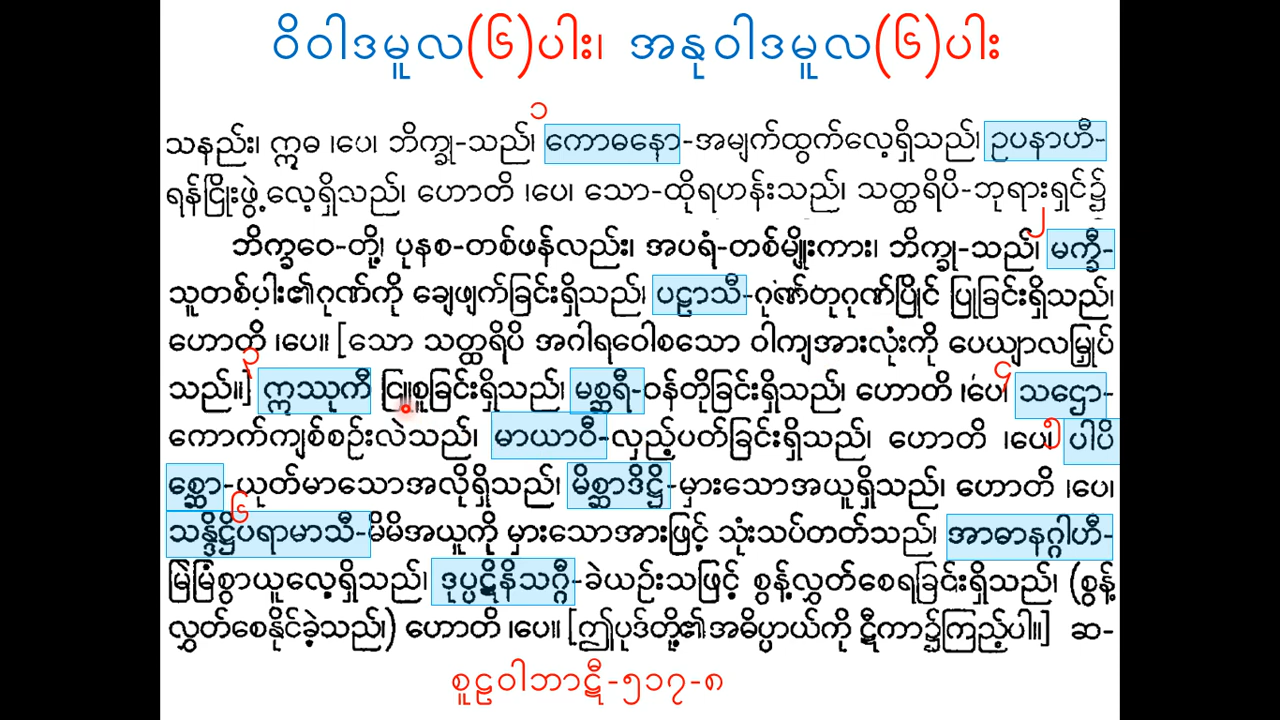 ဝိဝါဒမူလ(၆)ပါး၊ အနုဝါဒမူလ(၆)ပါး
၁
သနည်း၊ ဣဓ ၊ပေ၊ ဘိက္ခု-သည်၊ ကောဓနော-အမျက်ထွက်လေ့ရှိသည်၊ ဥပနာဟီ-
ရန်ငြိုးဖွဲ့လေ့ရှိသည်၊ ဟောတိ ၊ပေ၊ သော-ထိုရဟန်းသည်၊ သတ္ထရိပိ-ဘုရားရှင်၌
၂
ဘိက္ခဝေ-တို့၊ ပုနစ-တစ်ဖန်လည်း၊ အပရံ-တစ်မျိုးကား၊ ဘိက္ခု-သည်၊ မက္ခီ-
သူတစ်ပါး၏ဂုဏ်ကို ချေဖျက်ခြင်းရှိသည်၊ ပဠာသီ-ဂုဏ်တုဂုဏ်ပြိုင် ပြုခြင်းရှိသည်၊
ဟောတိ ၊ပေ။ [သော သတ္ထရိပိ အဂါရဝေါစသော ဝါကျအားလုံးကို ပေယျာလမြှုပ်
၃ ၄
သည်။] ဣဿုကီ ငြူစူခြင်းရှိသည်၊ မစ္ဆရီ-ဝန်တိုခြင်းရှိသည်၊ ဟောတိ ၊ပေ၊ သဌော-
ကောက်ကျစ်စဉ်းလဲသည်၊ မာယာဝီ-လှည့်ပတ်ခြင်းရှိသည်၊ ဟောတိ ၊ပေ၊ ၅ ပါပိ
စ္ဆော-ယုတ်မာသောအလိုရှိသည်၊ မိစ္ဆာဒိဋ္ဌိ-မှားသောအယူရှိသည်၊ ဟောတိ ၊ပေ၊
၆
သန္ဒိဋ္ဌိပရာမာသီ-မိမိအယူကို မှားသောအားဖြင့် သုံးသပ်တတ်သည်၊ အာဓာနဂ္ဂါဟီ-
မြဲမြံစွာယူလေ့ရှိသည်၊ ဒုပ္ပဋိနိသဂ္ဂီ-ခဲယဉ်းသဖြင့် စွန့်လွှတ်စေရခြင်းရှိသည်၊ (စွန့်
လွှတ်စေနိုင်ခဲ့သည်၊) ဟောတိ ၊ပေ။ [ဤပုဒ်တို့၏အဓိပ္ပာယ်ကို ဋီကာ၌ကြည့်ပါ။] ဆ-
စူဠဝါဘာဋီ-၅၁၇-၈